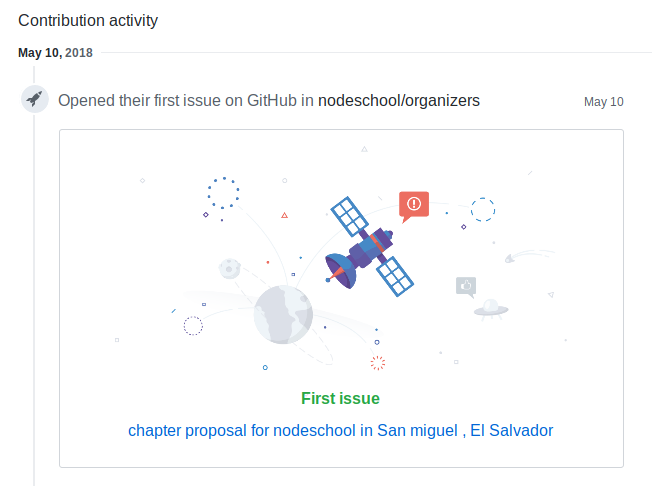 Contribution activity
May 10, 2018
Opened their first issue on GitHub in nodeschool/organizers May 10
First issue
chapter proposal for nodeschool in San miguel , El Salvador